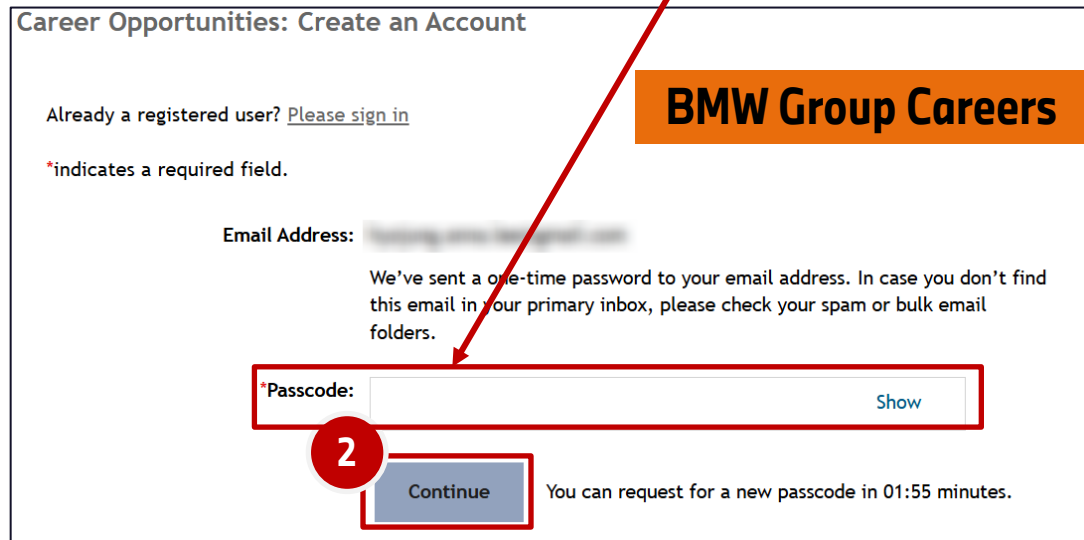 Career Opportunities: Create an Account
BMW Group Careers
Already a registered user? Please sign in
*indicates a required field.
Email Address:
We've sent a one-time password to your email address. In case you don't find
this email in your primary inbox, please check your spam or bulk email
folders.
*Passcode:
Show
2
Continue
You can request for a new passcode in 01:55 minutes.